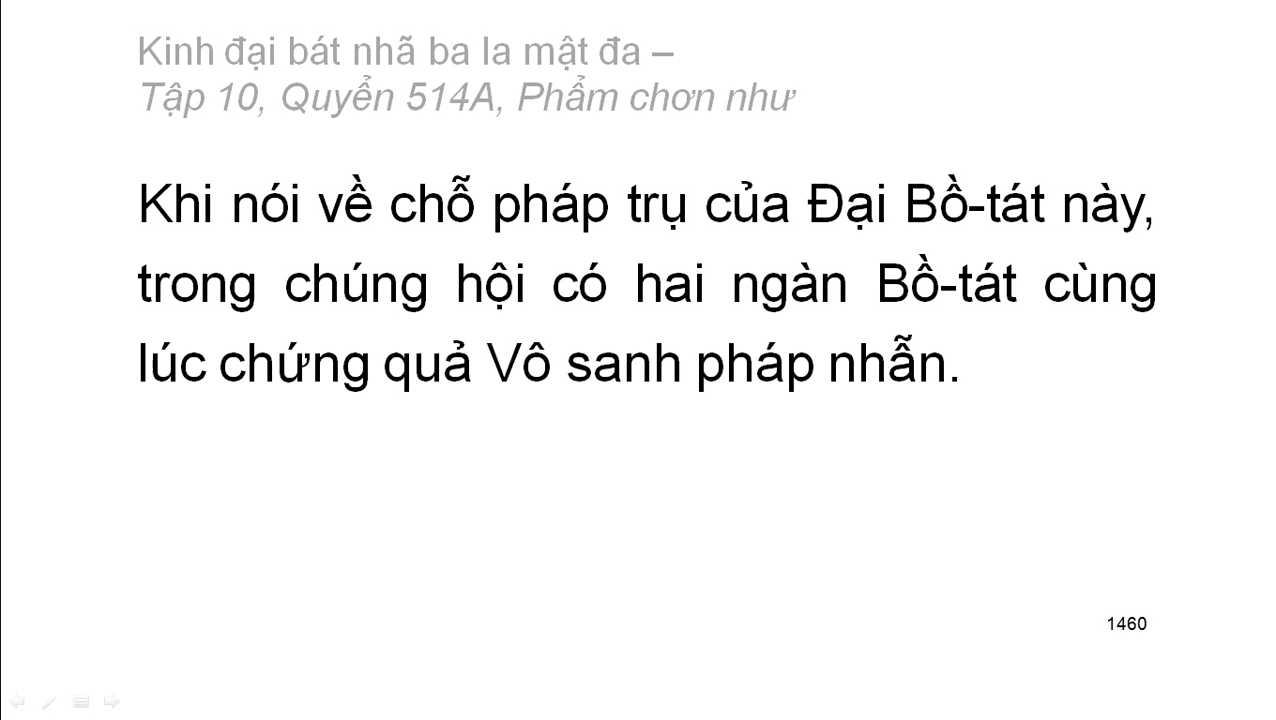 Kinh đại bát nhã ba la mật đa –
Tập 10, Quyển 514A, Phẩm chơn như
Khi nói về chỗ pháp trụ của Đại Bồ-tát này,
trong chúng hội có hai ngàn Bồ-tát cùng
lúc chứng quả Vô sanh pháp nhẫn.
1460